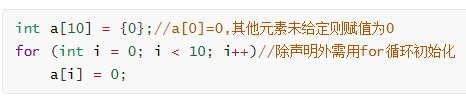 int a[10] = {0};//a[0]=0,其他元素未给定则赋值为0
for (int i = 0; i < 10; i++)//除声明外需用for循环初始化
    a[i] = 0;